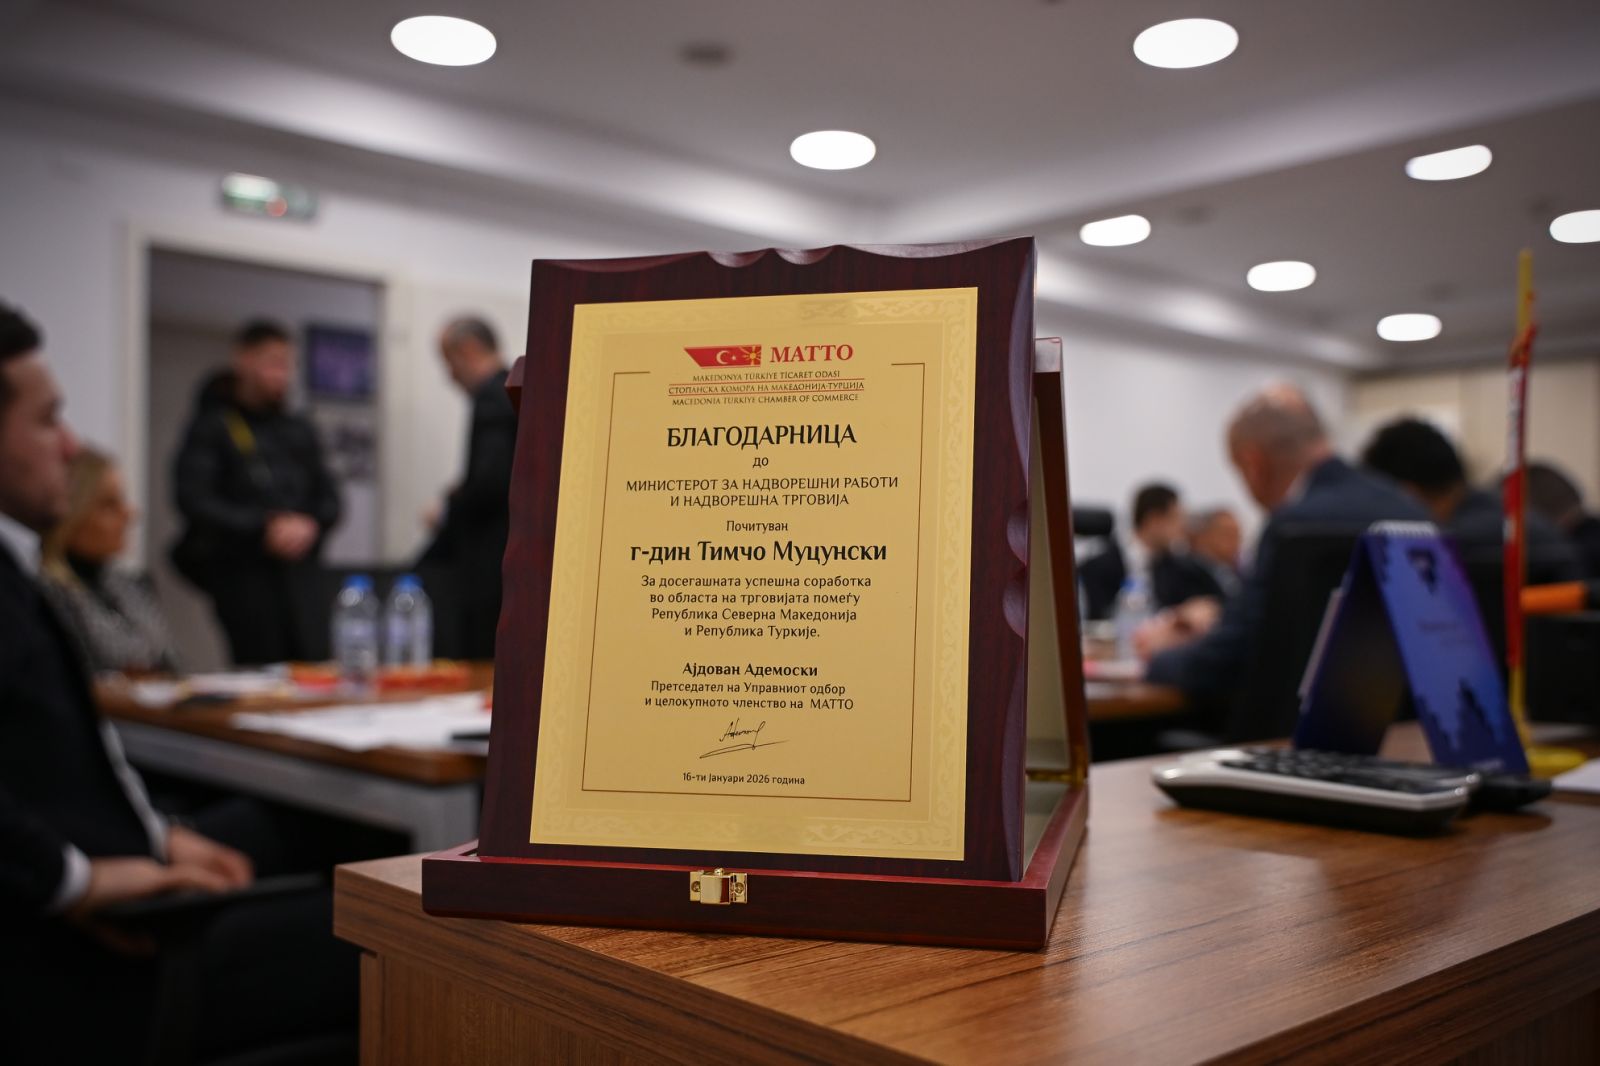 MATTO
MAKEDONYA TÜRKİYE TİCARET ODASI
СТОПАНСКА КОМОРА НА МАКЕДОНИЈА-ТУРЦИЈА
MACEDONIA TURKIYE CHAMBER OF COMMERCE
БЛАГОДАРНИЦА
до
МИНИСТЕРОТ ЗА НАДВОРЕШНИ РАБОТИ
И НАДВОРЕШНА ТРГОВИЈА
Почитуван
г-дин Тимчо Муцунски
За досегашната успешна соработка
во областа на трговијата помеѓу
Република Северна Македонија
и Република Туркије.
Ајдован Адемоски
Претседател на Управниот одбор
и целокупното членство на МАТТО
16-ти Јануари 2026 година